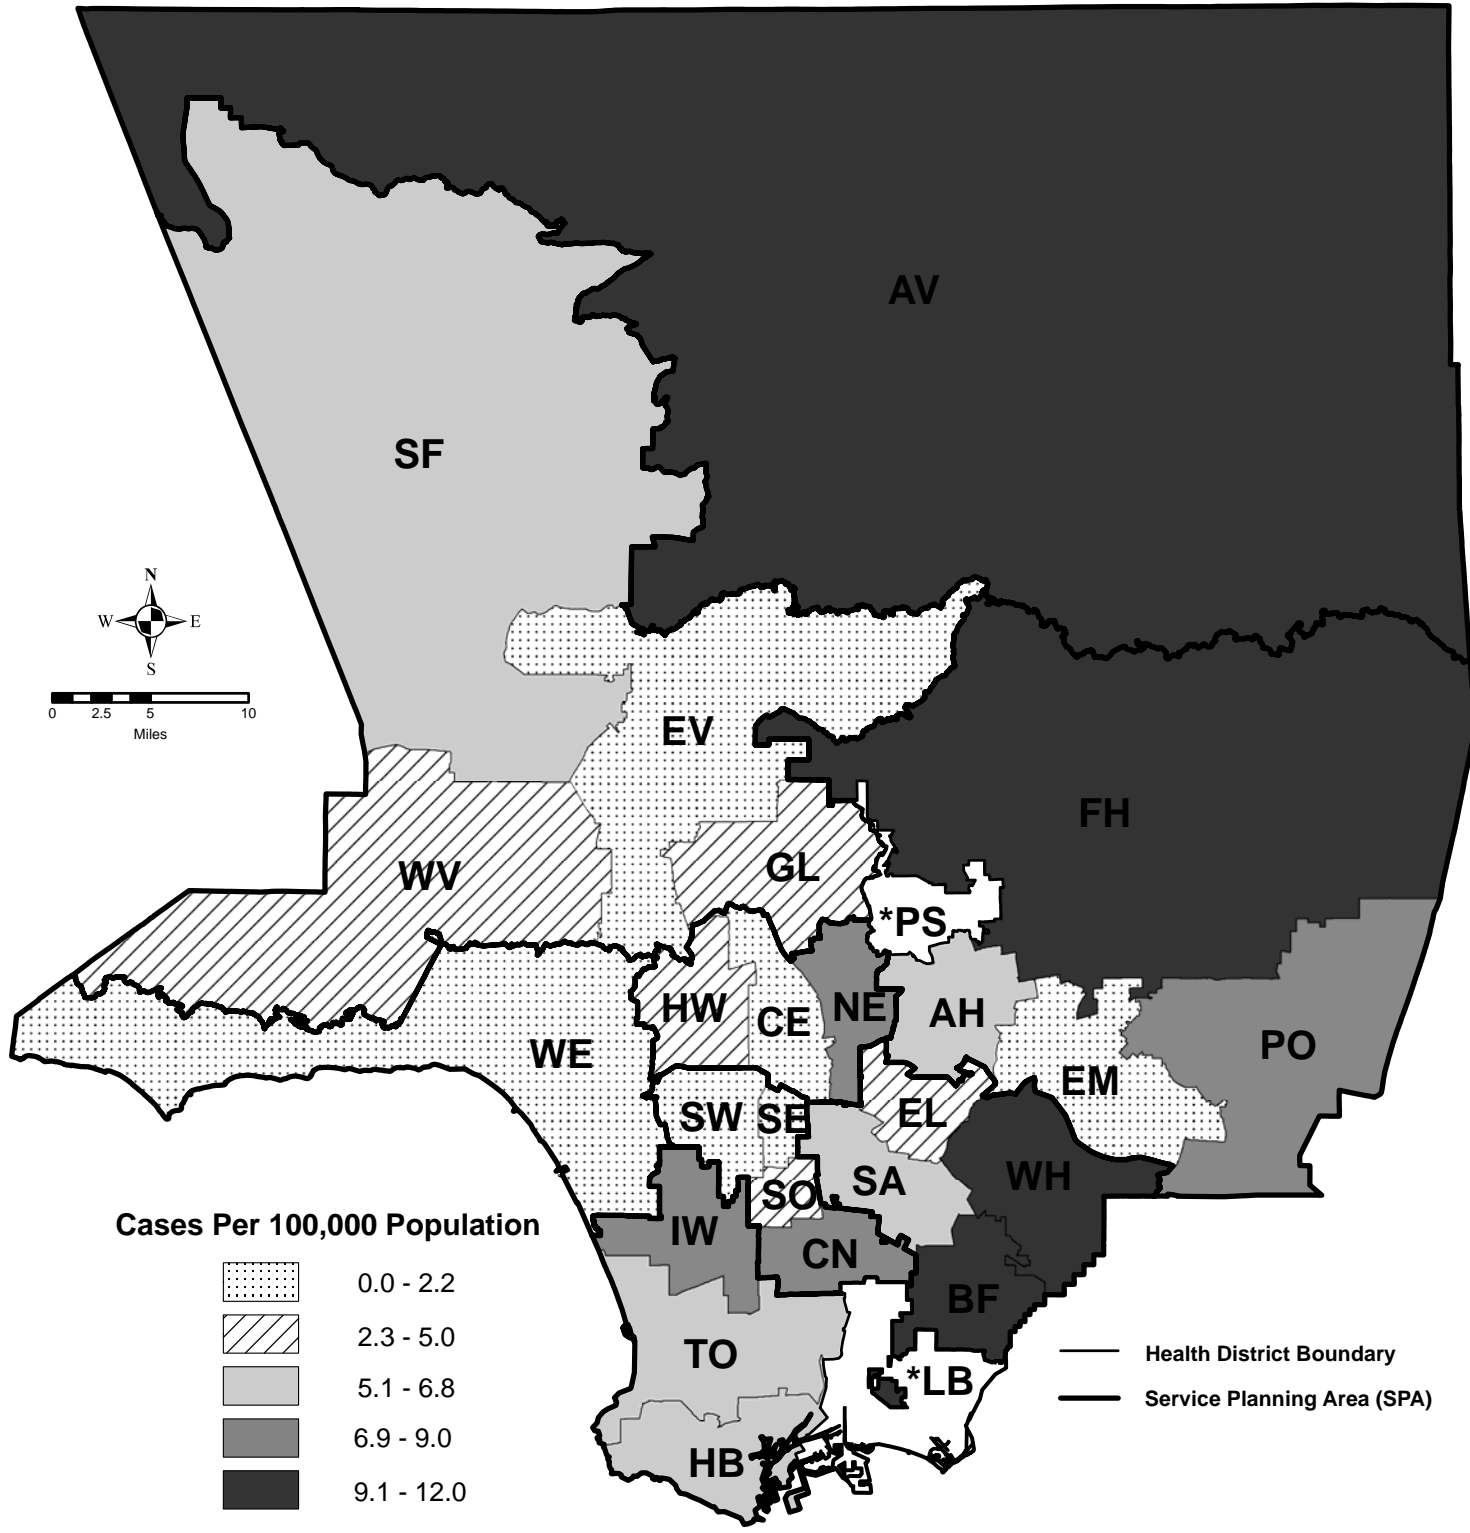 AV
SF
N
W E
S
0 2.5 5 10
Miles
EV
FH
WV
GL
*PS
HW
CE
NE
AH
WE
PO
EM
SW
SE
EL
WH
SA
SO
IW
CN
BF
TO
*LB
HB
Cases Per 100,000 Population
0.0 - 2.2
2.3 - 5.0
5.1 - 6.8
6.9 - 9.0
9.1 - 12.0
Health District Boundary
Service Planning Area (SPA)